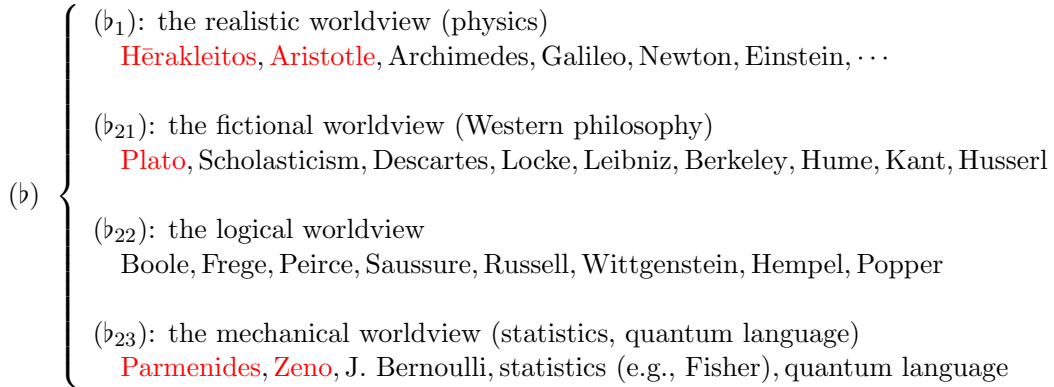 (♭₁): the realistic worldview (physics)
Hērakleitos, Aristotle, Archimedes, Galileo, Newton, Einstein, ⋯
(♭₂₁): the fictional worldview (Western philosophy)
Plato, Scholasticism, Descartes, Locke, Leibniz, Berkeley, Hume, Kant, Husserl
(♭)
(♭₂₂): the logical worldview
Boole, Frege, Peirce, Saussure, Russell, Wittgenstein, Hempel, Popper
(♭₂₃): the mechanical worldview (statistics, quantum language)
Parmenides, Zeno, J. Bernoulli, statistics (e.g., Fisher), quantum language